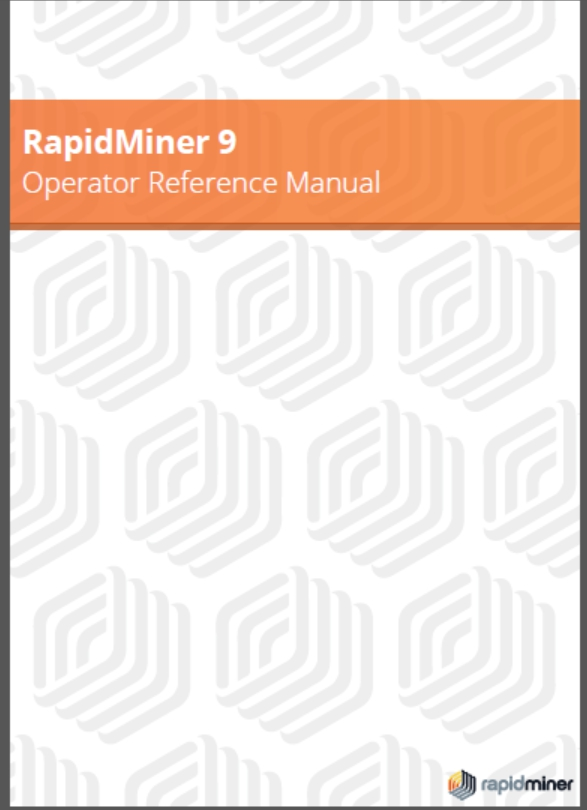 RapidMiner 9
Operator Reference Manual
rapidminer